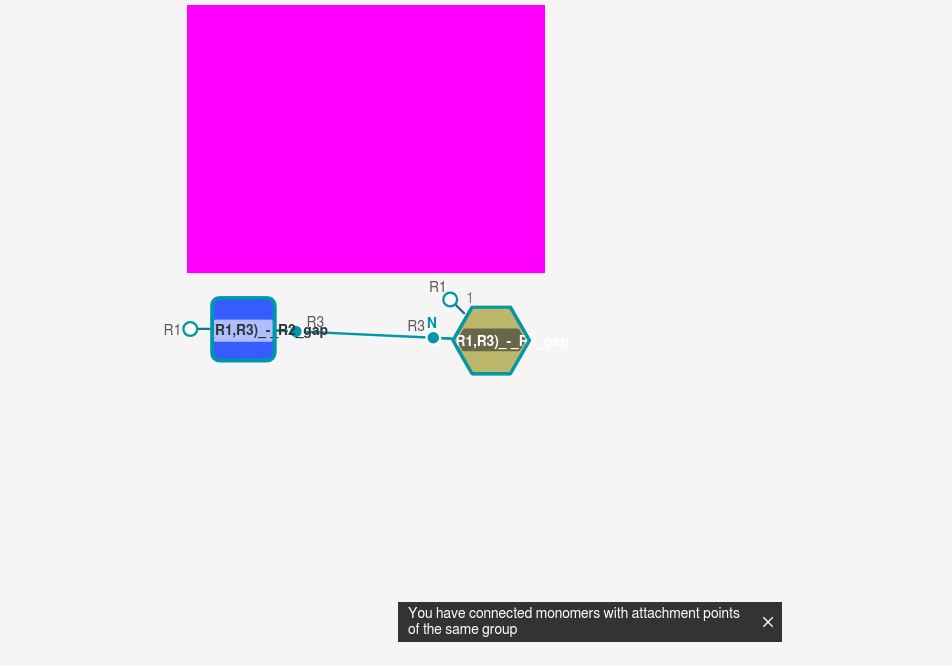 R1
1
R3
N
R3
R1
R1,R3)_-_R2_gap
R1,R3)_-_R2_gap
You have connected monomers with attachment points
of the same group